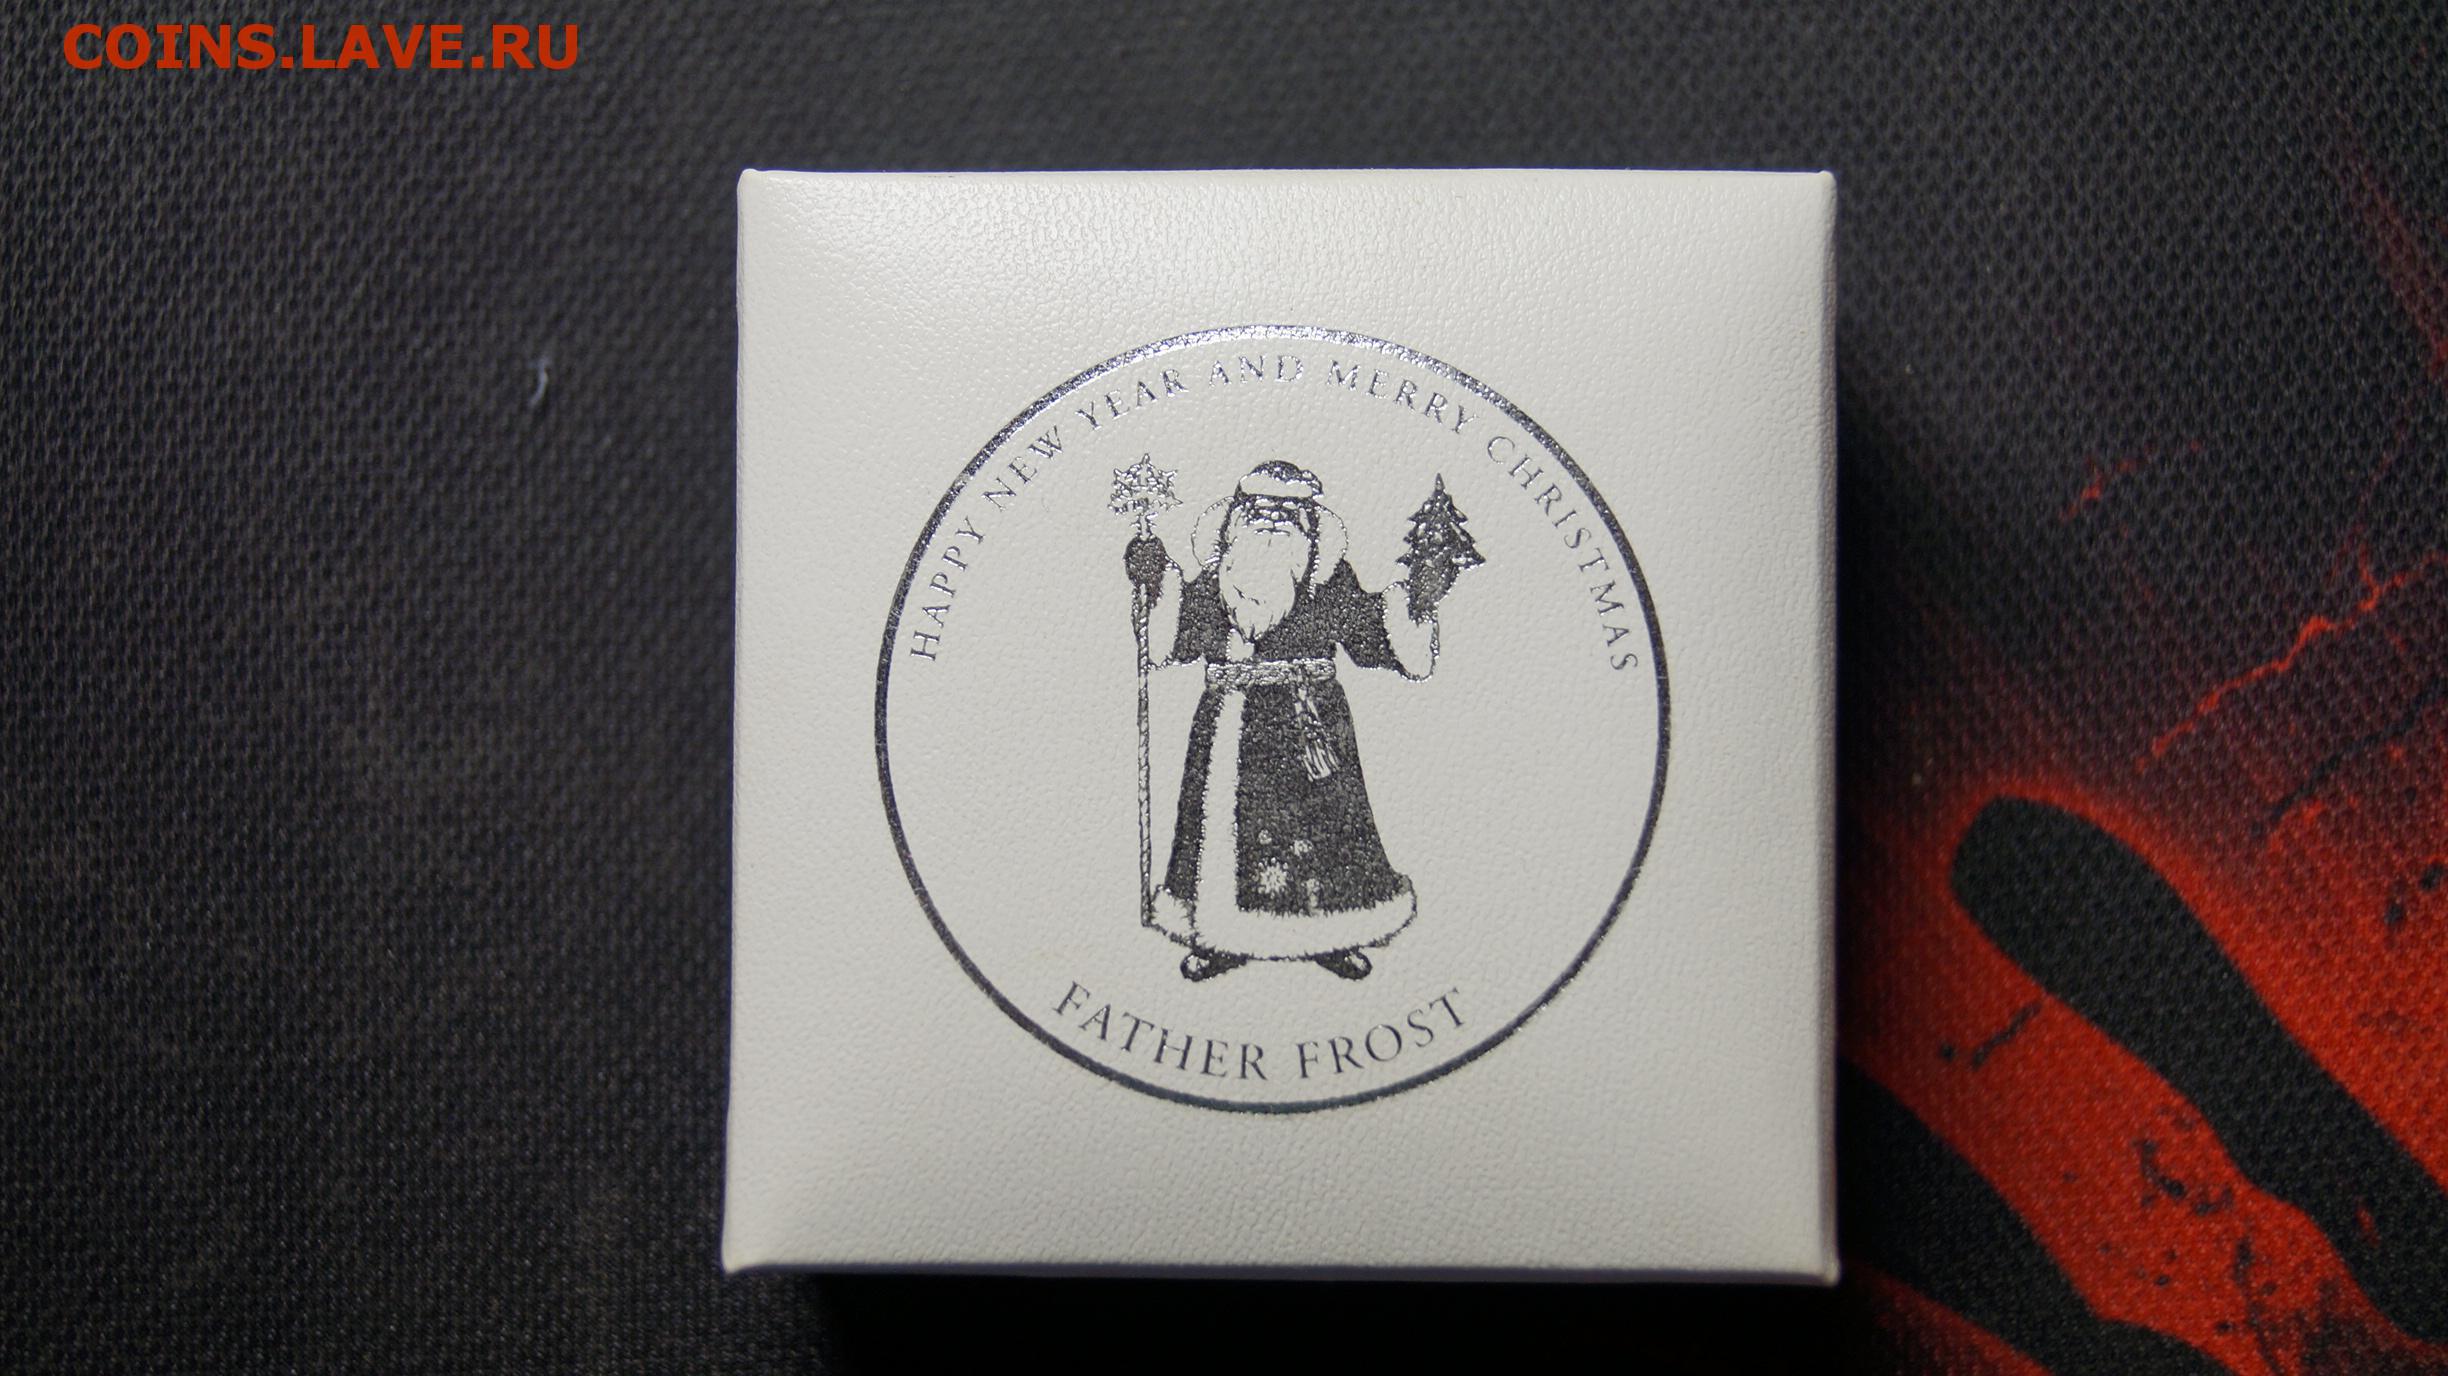 COINS.LAVE.RU
HAPPY NEW YEAR AND MERRY CHRISTMAS
FATHER FROST